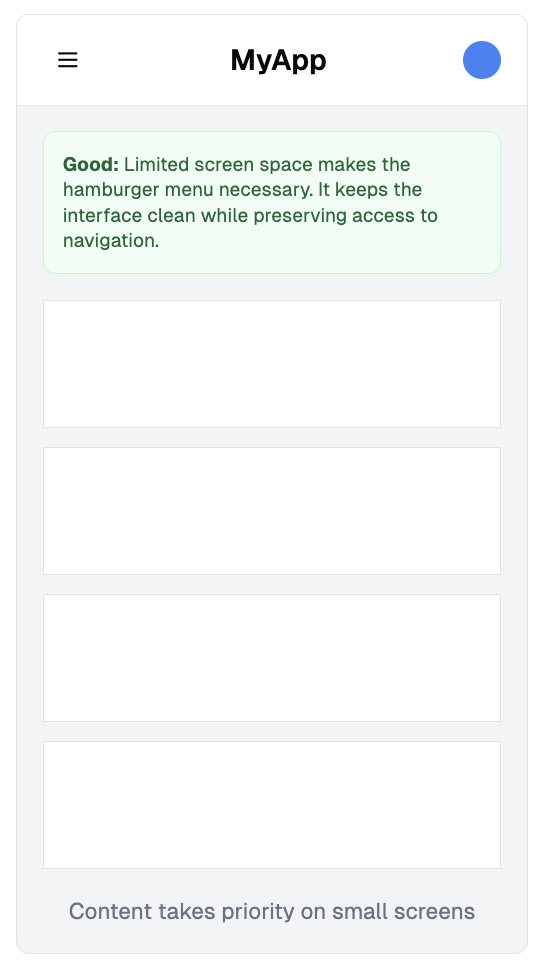 MyApp
Good: Limited screen space makes the
hamburger menu necessary. It keeps the
interface clean while preserving access to
navigation.
Content takes priority on small screens